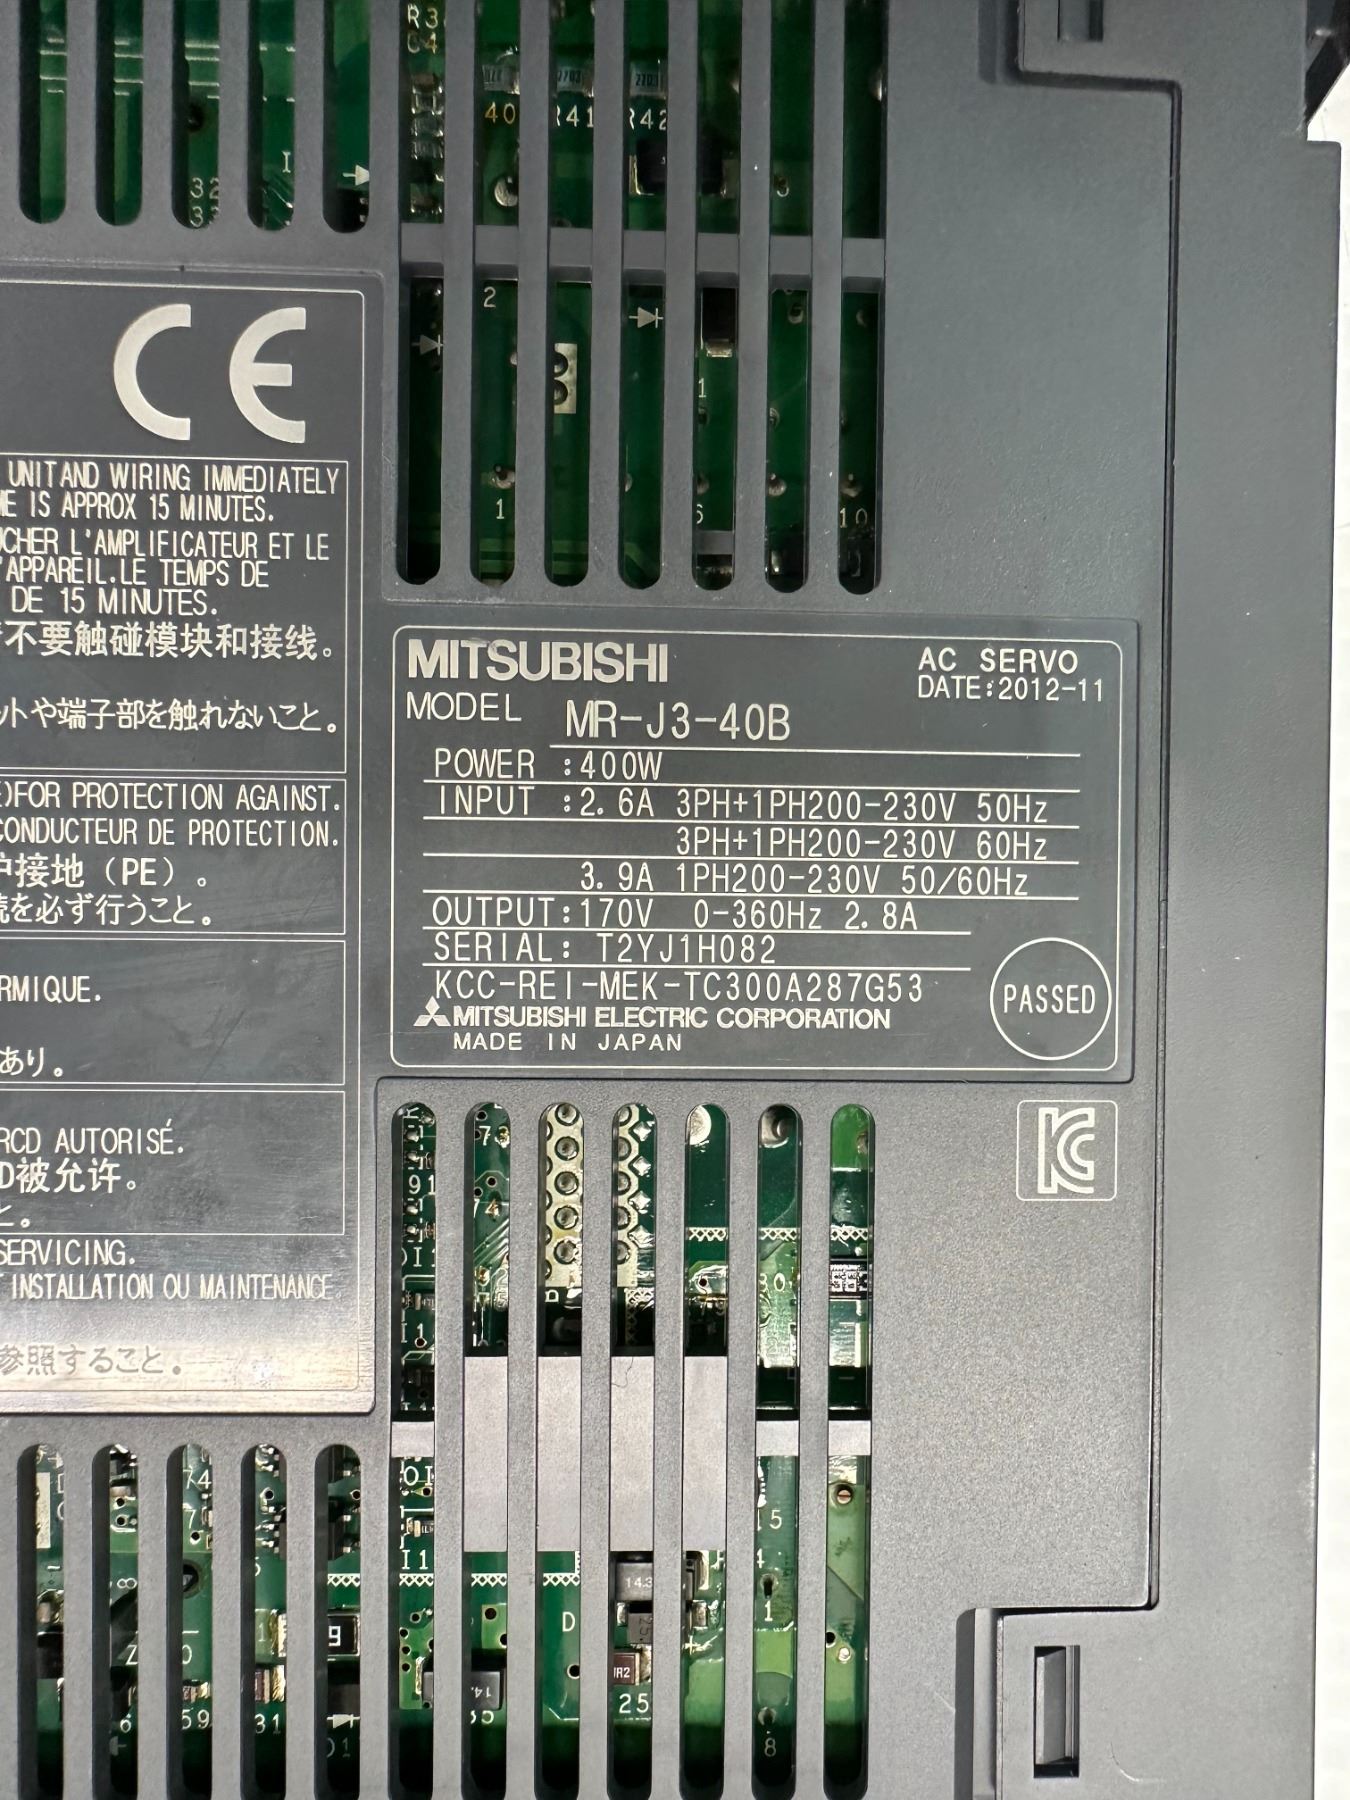 CE
UNITAND WIRING IMMEDIATELY
ME IS APPROX 15 MINUTES.
UCHER L'AMPLIFICATEUR ET LE
'APPAREIL.LE TEMPS DE
DE 15 MINUTES.
不要触碰模块和接线。
ットや端子部を触れないこと。
E)FOR PROTECTION AGAINST.
CONDUCTEUR DE PROTECTION.
护接地(PE)。
続を必ず行うこと。
RMIQUE.
あり。
RCD AUTORISÉ.
D被允许。
と。
SERVICING.
T INSTALLATION OU MAINTENANCE.
参照すること。
MITSUBISHI
AC SERVO
DATE:2012-11
MODEL MR-J3-40B
POWER :400W
INPUT :2.6A 3PH+1PH200-230V 50Hz
3PH+1PH200-230V 60Hz
3.9A 1PH200-230V 50/60Hz
OUTPUT:170V 0-360Hz 2.8A
SERIAL: T2YJ1H082
KCC-REI-MEK-TC300A287G53
MITSUBISHI ELECTRIC CORPORATION
MADE IN JAPAN
PASSED
KC